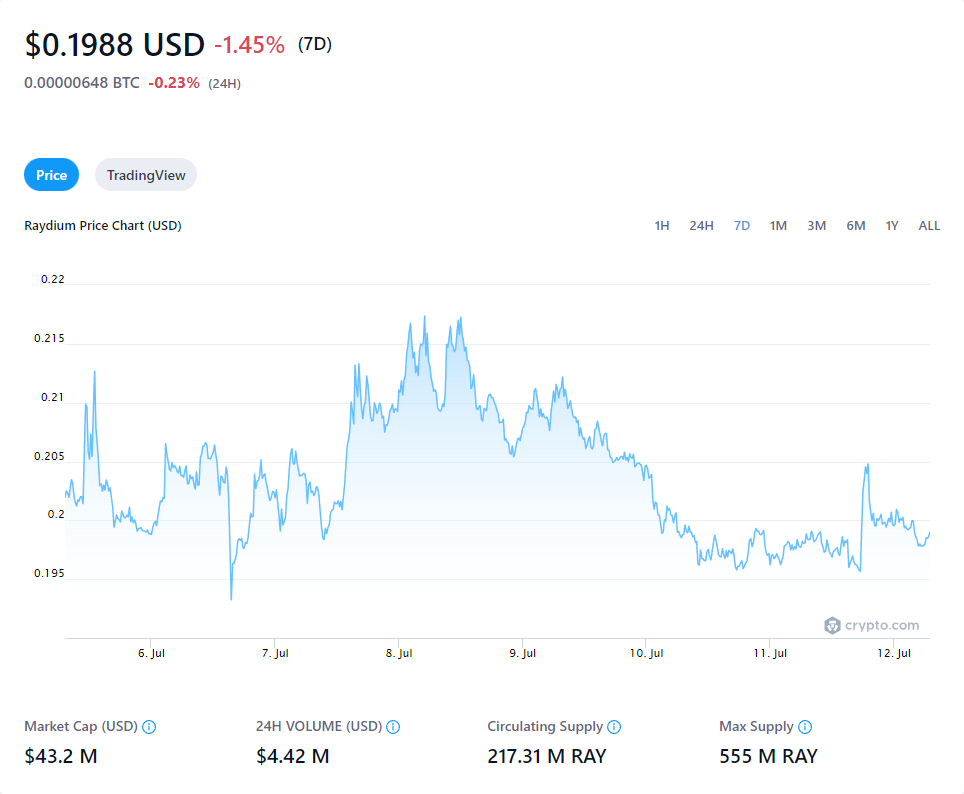 $0.1988 USD -1.45% (7D)
0.00000648 BTC -0.23% (24H)
Price TradingView
Raydium Price Chart (USD) 1H 24H 7D 1M 3M 6M 1Y ALL
0.22
0.215
0.21
0.205
0.2
0.195
crypto.com
6. Jul 7. Jul 8. Jul 9. Jul 10. Jul 11. Jul 12. Jul
Market Cap (USD) 24H VOLUME (USD) Circulating Supply Max Supply
$43.2 M $4.42 M 217.31 M RAY 555 M RAY